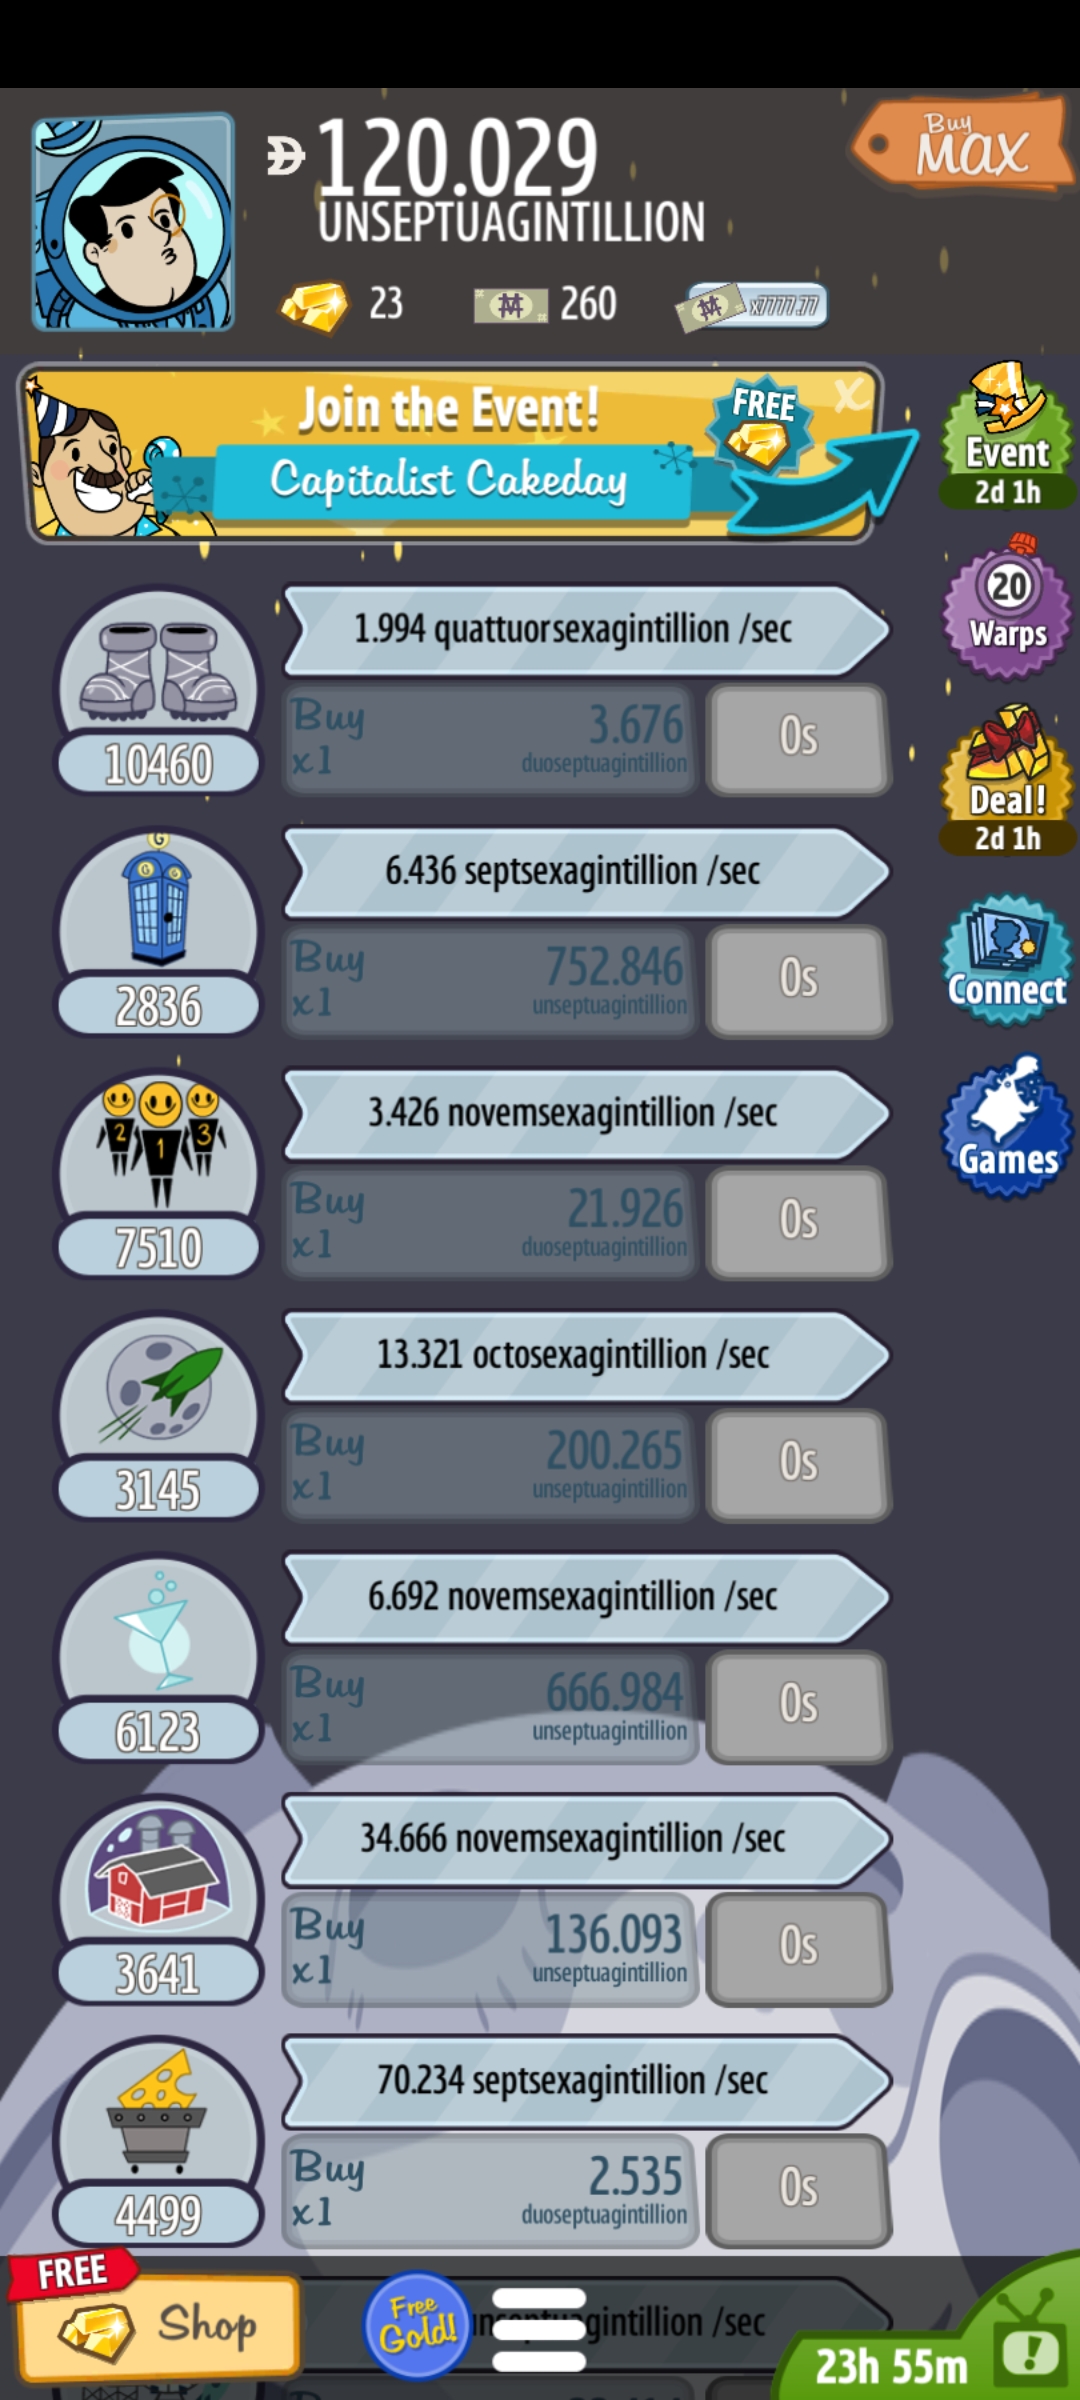 120.029
UNSEPTUAGINTILLION
Buy
MAX
23
260
x7777.77
Join the Event!
Capitalist Cakeday
FREE
X
Event
2d 1h
20
Warps
Deal!
2d 1h
Connect
Games
1.994 quattuorsexagintillion /sec
10460
Buy
x1
3.676
duoseptuagintillion
0s
G
G
G
6.436 septsexagintillion /sec
2836
Buy
x1
752.846
unseptuagintillion
0s
2
1
3
3.426 novemsexagintillion /sec
7510
Buy
x1
21.926
duoseptuagintillion
0s
13.321 octosexagintillion /sec
3145
Buy
x1
200.265
unseptuagintillion
0s
6.692 novemsexagintillion /sec
6123
Buy
x1
666.984
unseptuagintillion
0s
34.666 novemsexagintillion /sec
3641
Buy
x1
136.093
unseptuagintillion
0s
70.234 septsexagintillion /sec
4499
Buy
x1
2.535
duoseptuagintillion
0s
FREE
Shop
Free
Gold!
/sec
23h 55m
!